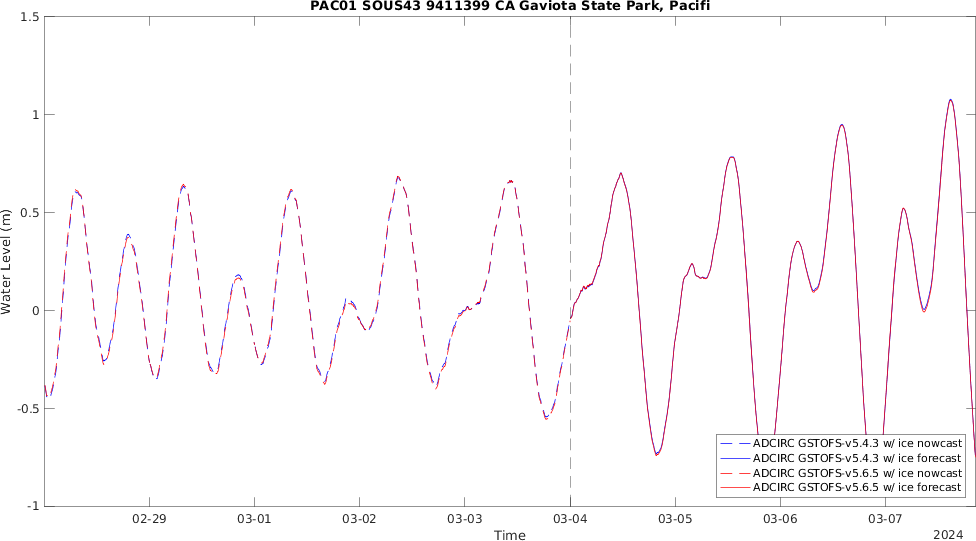 PAC01 SOUS43 9411399 CA Gaviota State Park, Pacifi
1.5
1
0.5
0
-0.5
-1
Water Level (m)
02-29 03-01 03-02 03-03 03-04 03-05 03-06 03-07
Time
2024
ADCIRC GSTOFS-v5.4.3 w/ ice nowcast
ADCIRC GSTOFS-v5.4.3 w/ ice forecast
ADCIRC GSTOFS-v5.6.5 w/ ice nowcast
ADCIRC GSTOFS-v5.6.5 w/ ice forecast